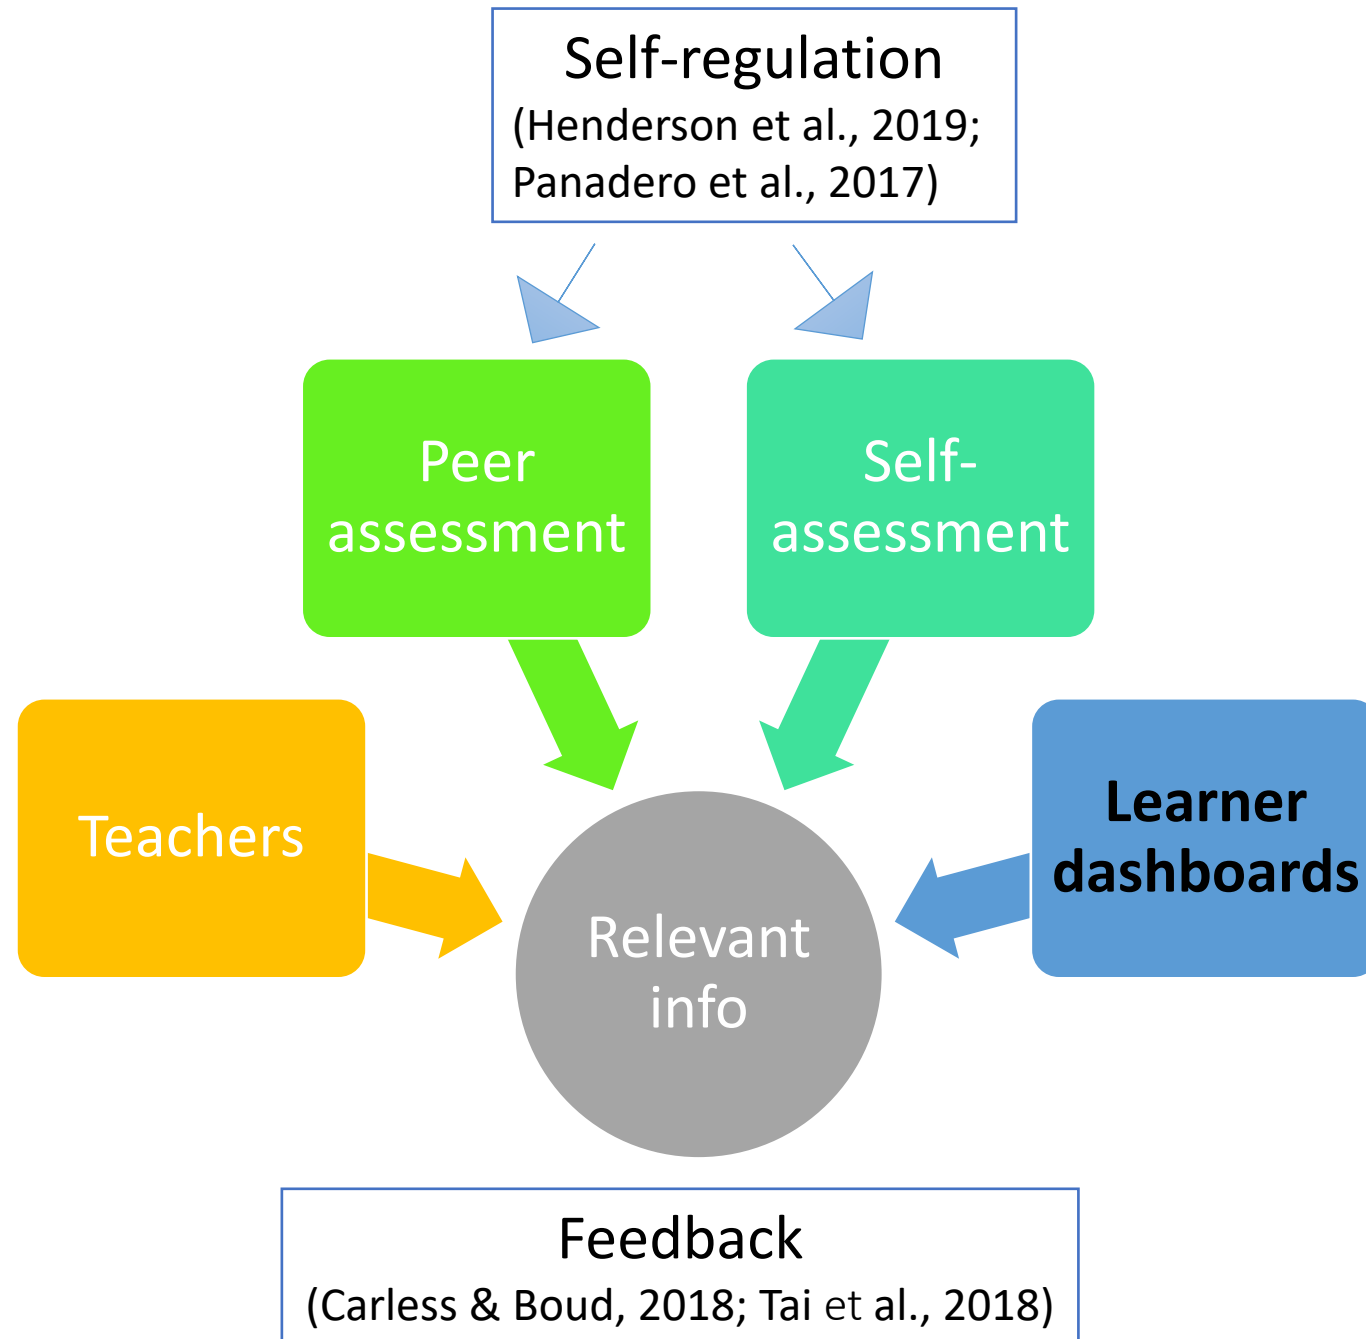 Self-regulation
(Henderson et al., 2019;
Panadero et al., 2017)
Peer
assessment
Self-
assessment
Teachers
Learner
dashboards
Relevant
info
Feedback
(Carless & Boud, 2018; Tai et al., 2018)